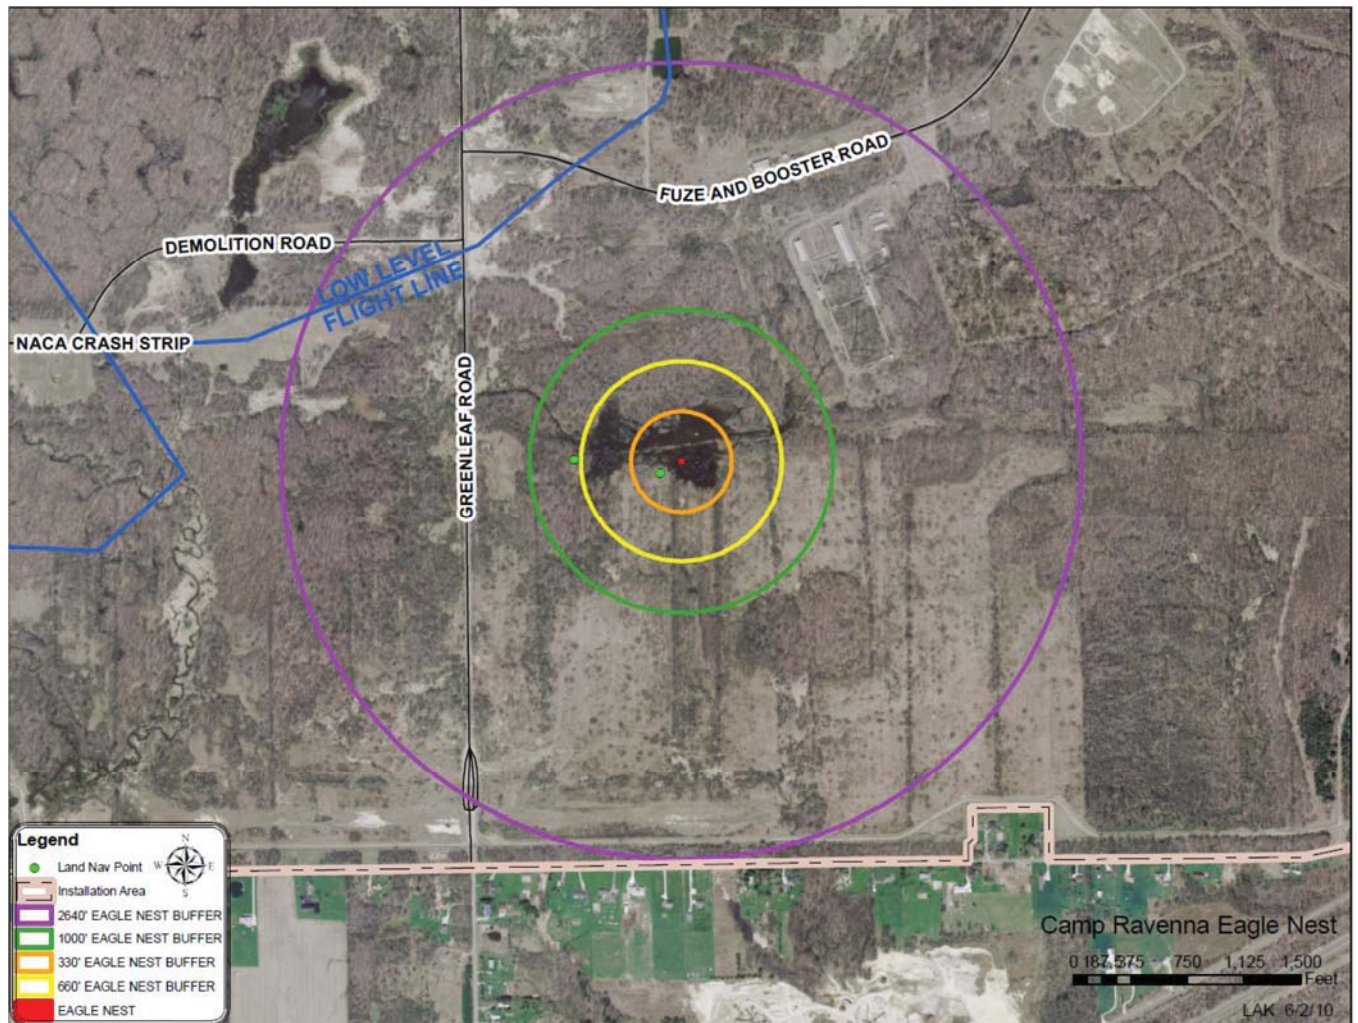 FUZE AND BOOSTER ROAD
DEMOLITION ROAD
LOW LEVEL
FLIGHT LINE
NACA CRASH STRIP
GREENLEAF ROAD
Legend
N
W
E
S
Land Nav Point
Installation Area
2640' EAGLE NEST BUFFER
1000' EAGLE NEST BUFFER
330' EAGLE NEST BUFFER
660' EAGLE NEST BUFFER
EAGLE NEST
Camp Ravenna Eagle Nest
0 187.5 375 750 1,125 1,500
Feet
LAK 6/2/10